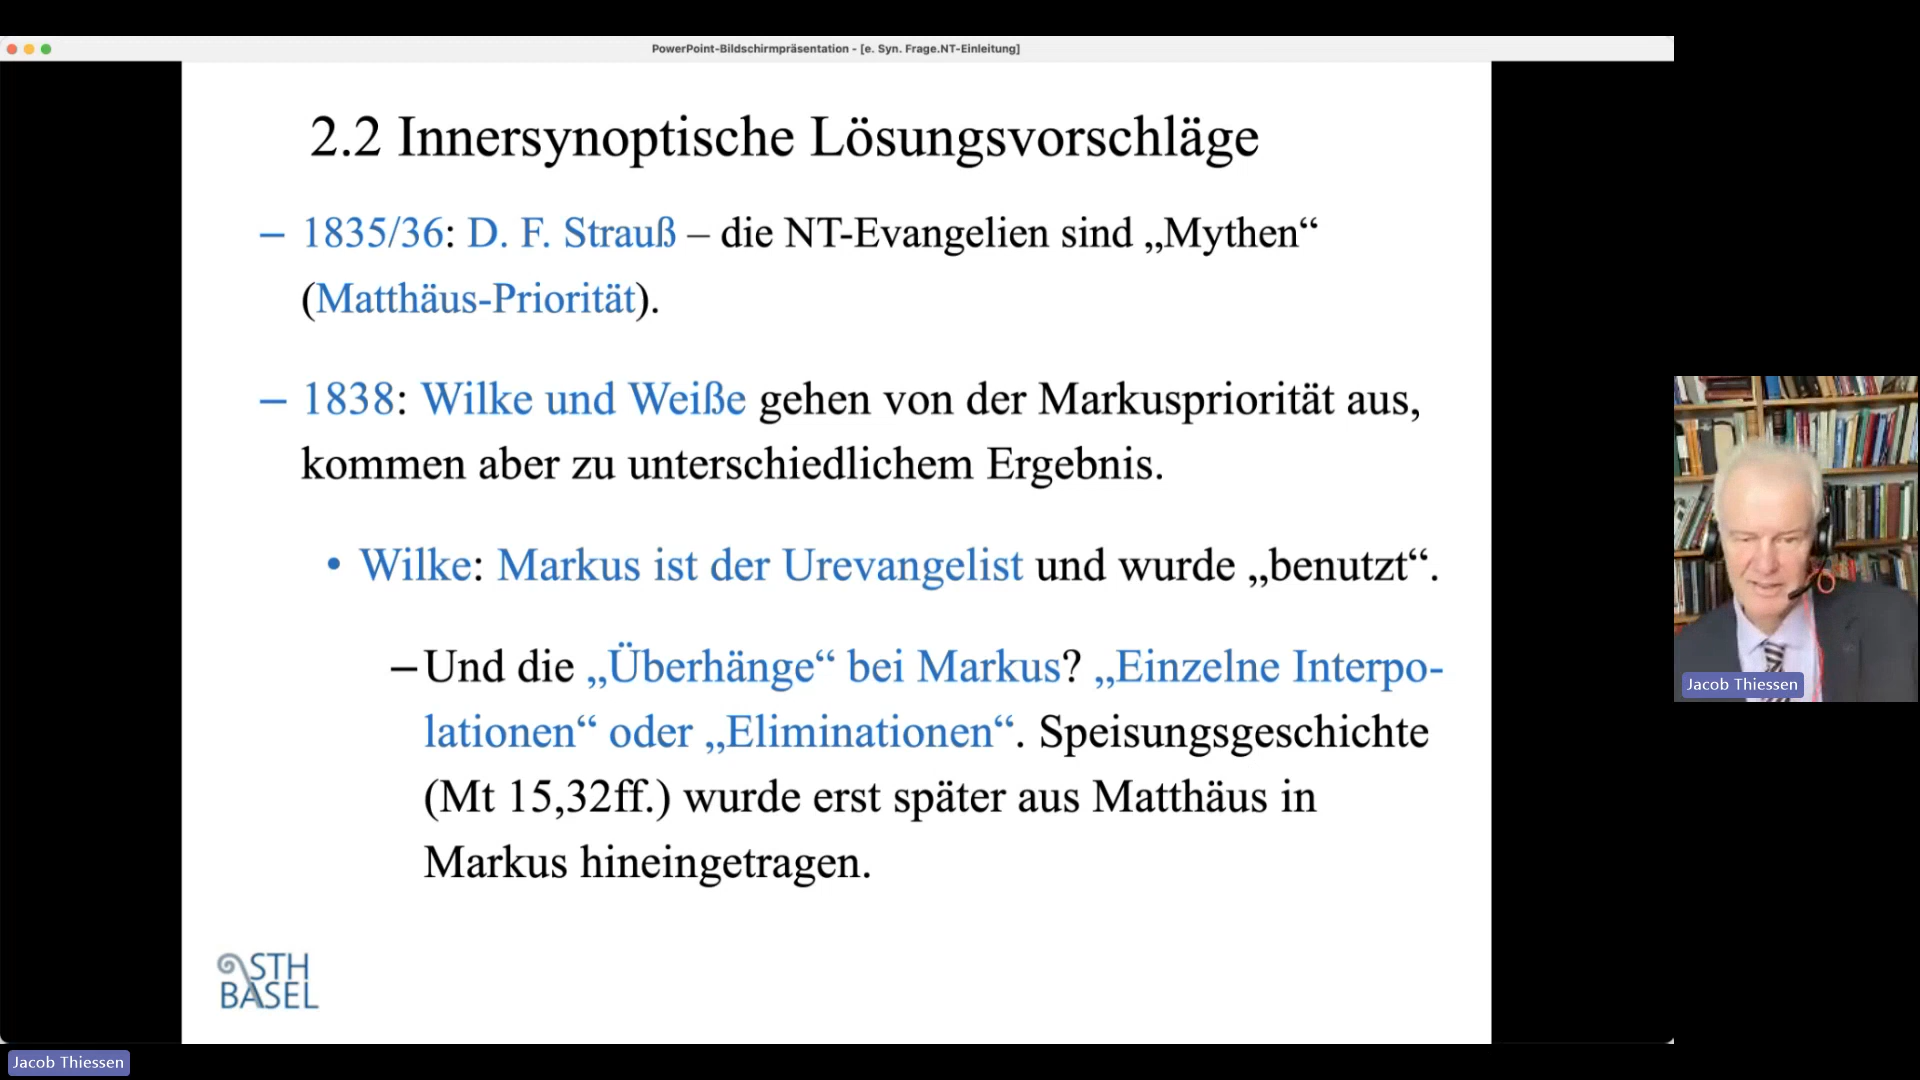 PowerPoint-Bildschirmpräsentation - [e. Syn. Frage.NT-Einleitung]
2.2 Innersynoptische Lösungsvorschläge
– 1835/36: D. F. Strauß – die NT-Evangelien sind „Mythen“
(Matthäus-Priorität).
– 1838: Wilke und Weiße gehen von der Markuspriorität aus,
kommen aber zu unterschiedlichem Ergebnis.
• Wilke: Markus ist der Urevangelist und wurde „benutzt“.
– Und die „Überhänge“ bei Markus? „Einzelne Interpo-
lationen“ oder „Eliminationen“. Speisungsgeschichte
(Mt 15,32ff.) wurde erst später aus Matthäus in
Markus hineingetragen.
STH
BASEL
Jacob Thiessen
Jacob Thiessen